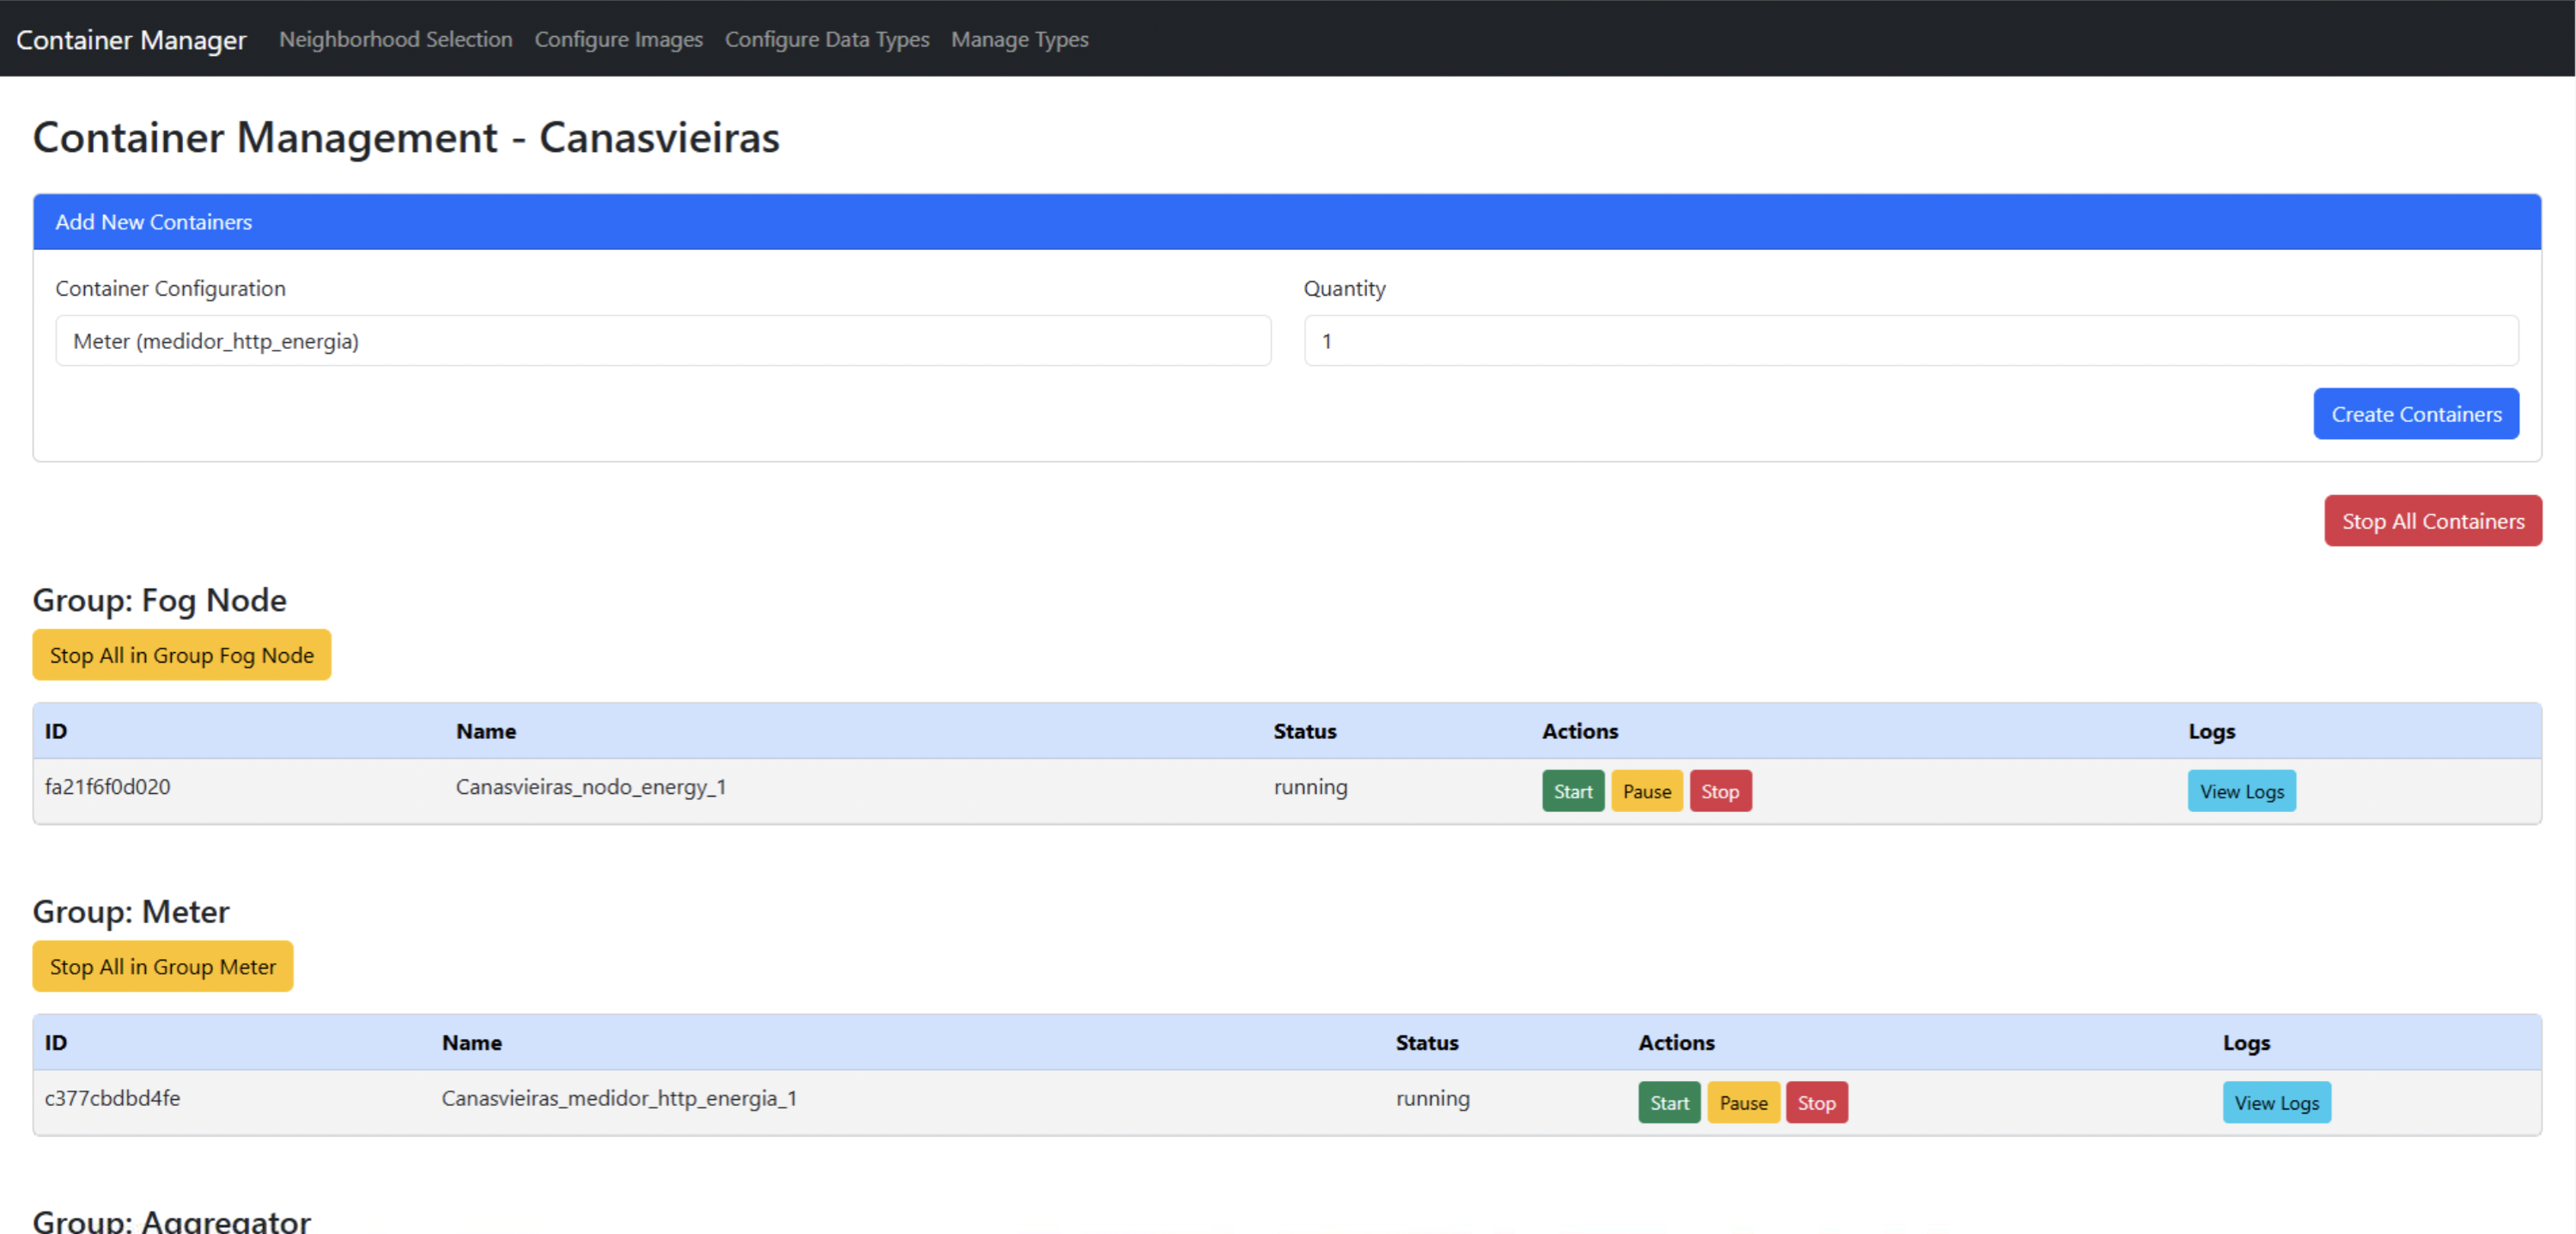 Container Manager Neighborhood Selection Configure Images Configure Data Types Manage Types
Container Management - Canasvieiras
Add New Containers
Container Configuration Quantity
Meter (medidor_http_energia) 1
Create Containers
Stop All Containers
Group: Fog Node
Stop All in Group Fog Node
ID Name Status Actions Logs
fa21f6f0d020 Canasvieiras_nodo_energy_1 running Start Pause Stop View Logs
Group: Meter
Stop All in Group Meter
ID Name Status Actions Logs
c377cbdbd4fe Canasvieiras_medidor_http_energia_1 running Start Pause Stop View Logs
Group: Aggregator